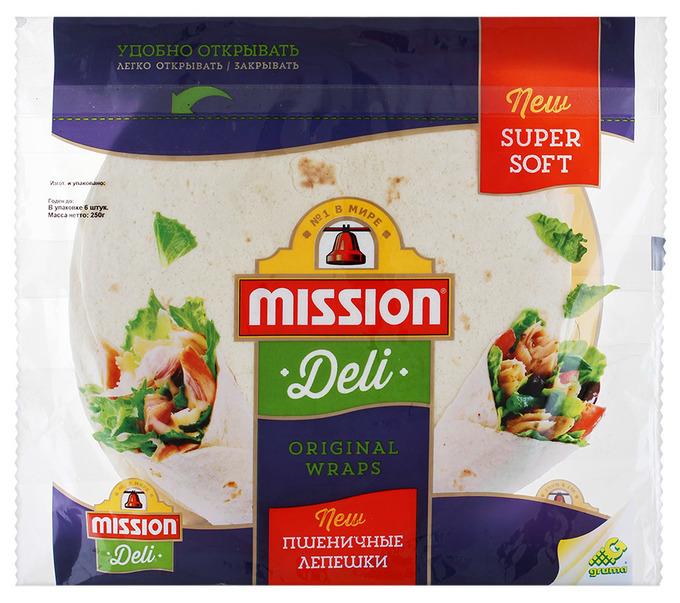 УДОБНО ОТКРЫВАТЬ
ЛЕГКО ОТКРЫВАТЬ / ЗАКРЫВАТЬ
New
SUPER
SOFT
Изгот. и упаковано:
Годен до:
В упаковке 6 штук.
Масса нетто: 250г
№1 В МИРЕ
MISSION®
Deli
ORIGINAL
WRAPS
New
ПШЕНИЧНЫЕ
ЛЕПЕШКИ
MISSION
Deli
gruma